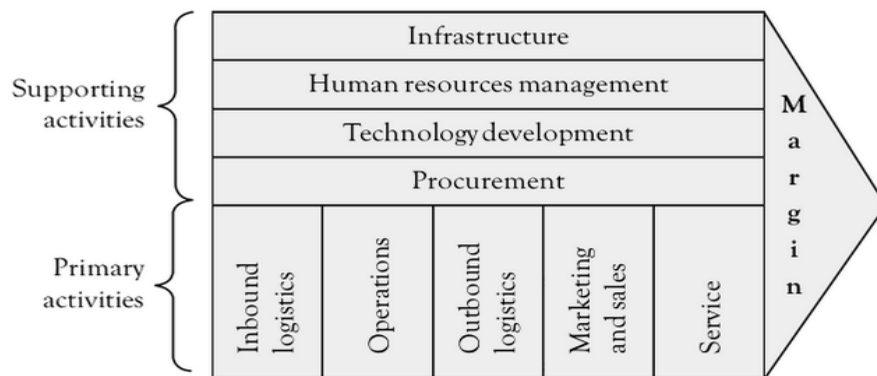 Supporting
activities
Infrastructure
Human resources management
Technology development
Procurement
Primary
activities
Inbound
logistics
Operations
Outbound
logistics
Marketing
and sales
Service
Margin